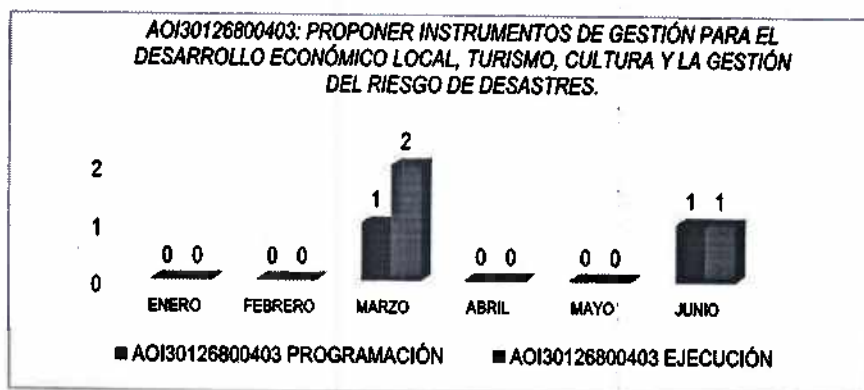 AOI30126800403: PROPONER INSTRUMENTOS DE GESTIÓN PARA EL
DESARROLLO ECONÓMICO LOCAL, TURISMO, CULTURA Y LA GESTIÓN
DEL RIESGO DE DESASTRES.
2
2
1
1
1 1
0 0
0 0
0 0
0 0
0
ENERO
FEBRERO
MARZO
ABRIL
MAYO
JUNIO
AOI30126800403 PROGRAMACIÓN
AOI30126800403 EJECUCIÓN